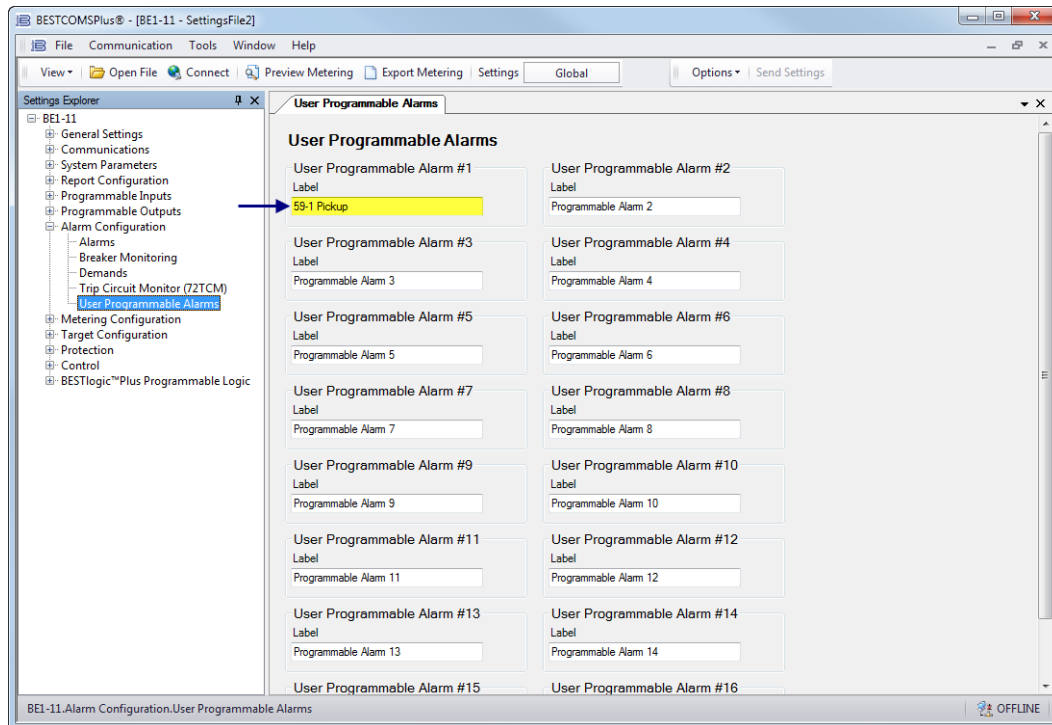 BESTCOMSPlus® - [BE1-11 - SettingsFile2]
File Communication Tools Window Help
View Open File Connect Preview Metering Export Metering Settings Global Options Send Settings
Settings Explorer
BE1-11
General Settings
Communications
System Parameters
Report Configuration
Programmable Inputs
Programmable Outputs
Alarm Configuration
Alarms
Breaker Monitoring
Demands
Trip Circuit Monitor (72TCM)
User Programmable Alarms
Metering Configuration
Target Configuration
Protection
Control
BESTlogic™Plus Programmable Logic
User Programmable Alarms
User Programmable Alarms
User Programmable Alarm #1
Label
59-1 Pickup
User Programmable Alarm #2
Label
Programmable Alarm 2
User Programmable Alarm #3
Label
Programmable Alarm 3
User Programmable Alarm #4
Label
Programmable Alarm 4
User Programmable Alarm #5
Label
Programmable Alarm 5
User Programmable Alarm #6
Label
Programmable Alarm 6
User Programmable Alarm #7
Label
Programmable Alarm 7
User Programmable Alarm #8
Label
Programmable Alarm 8
User Programmable Alarm #9
Label
Programmable Alarm 9
User Programmable Alarm #10
Label
Programmable Alarm 10
User Programmable Alarm #11
Label
Programmable Alarm 11
User Programmable Alarm #12
Label
Programmable Alarm 12
User Programmable Alarm #13
Label
Programmable Alarm 13
User Programmable Alarm #14
Label
Programmable Alarm 14
User Programmable Alarm #15
User Programmable Alarm #16
BE1-11.Alarm Configuration.User Programmable Alarms
OFFLINE